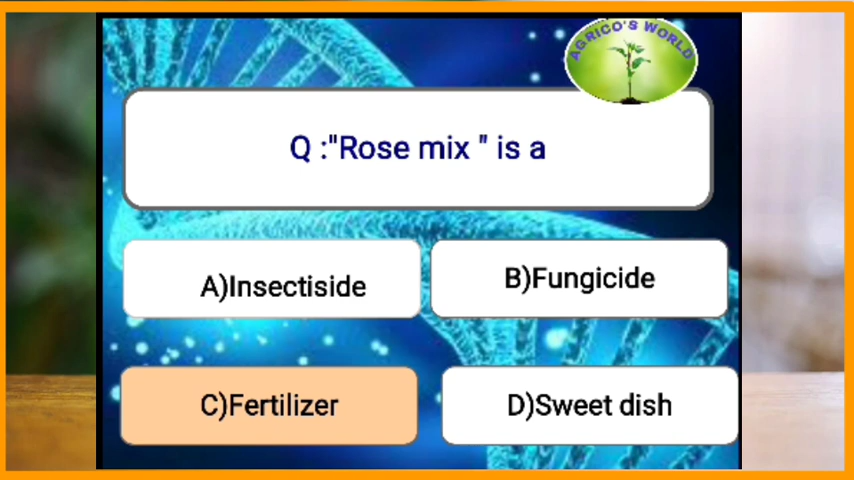 AGRICO'S WORLD
Q :"Rose mix " is a
A)Insectiside
B)Fungicide
C)Fertilizer
D)Sweet dish